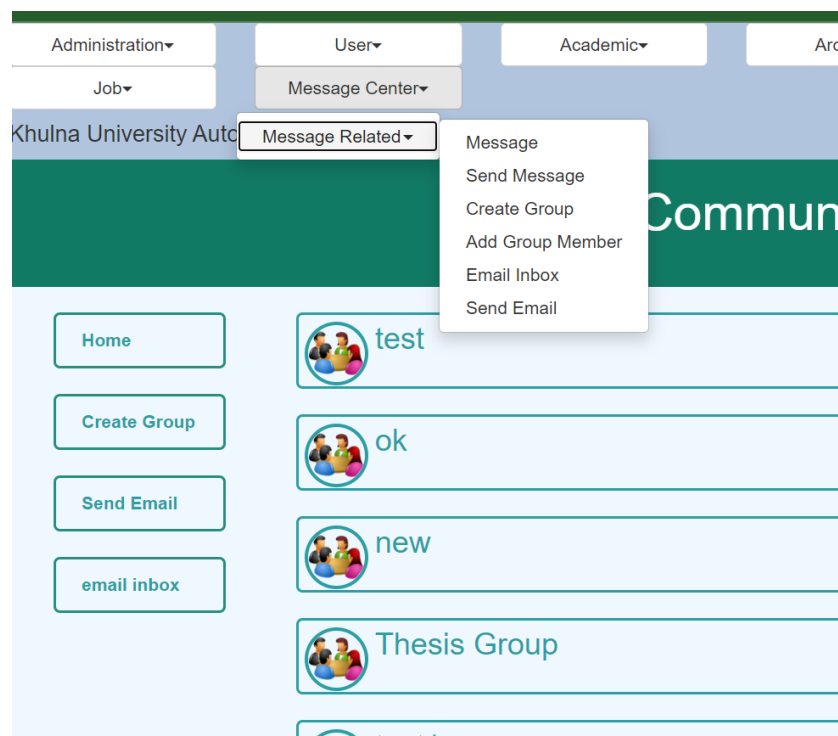 Administration
User
Academic
Job
Message Center
Khulna University Auto
Message Related
Message
Send Message
Create Group
Add Group Member
Email Inbox
Send Email
Commun
Home
Create Group
Send Email
email inbox
test
ok
new
Thesis Group